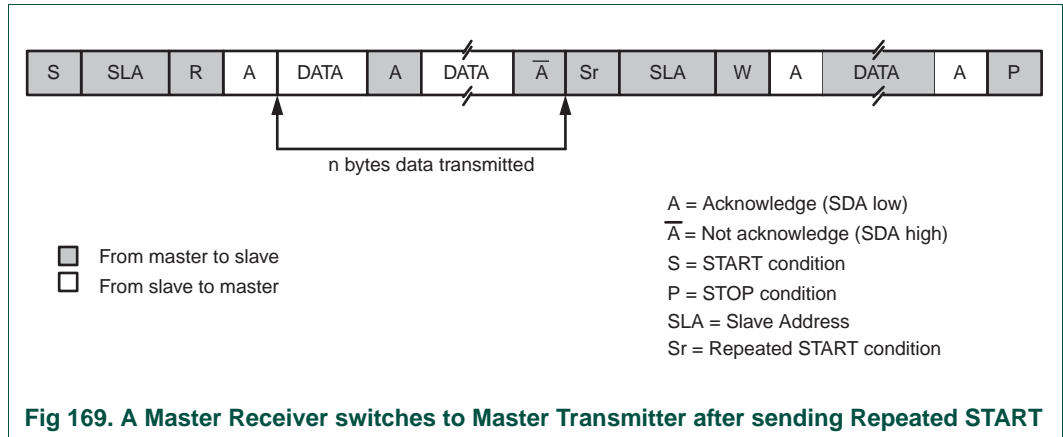 S SLA R A DATA A DATA A̅ Sr SLA W A DATA A P
n bytes data transmitted
From master to slave
From slave to master
A = Acknowledge (SDA low)
A̅ = Not acknowledge (SDA high)
S = START condition
P = STOP condition
SLA = Slave Address
Sr = Repeated START condition
Fig 169. A Master Receiver switches to Master Transmitter after sending Repeated START